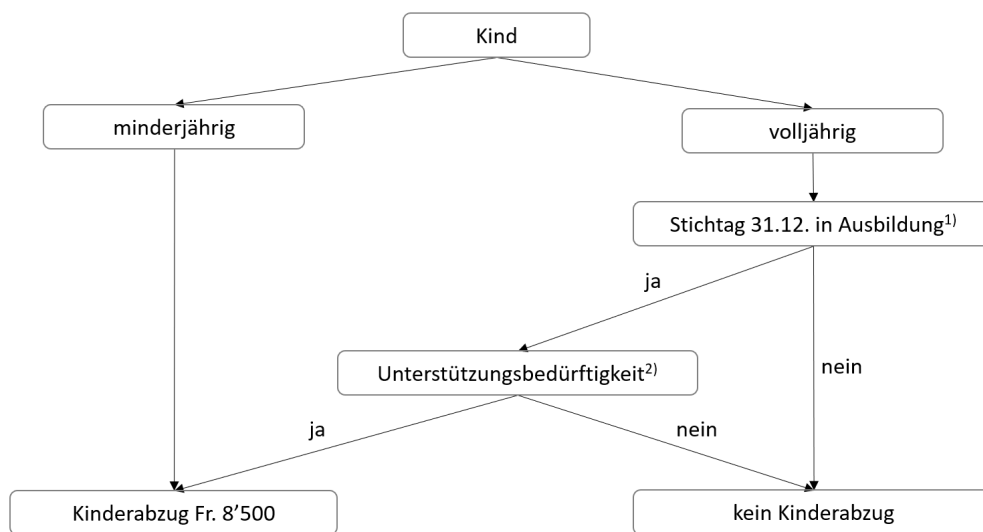 Kind
minderjährig
volljährig
Stichtag 31.12. in Ausbildung1)
ja
Unterstützungsbedürftigkeit2)
nein
ja
nein
Kinderabzug Fr. 8’500
kein Kinderabzug